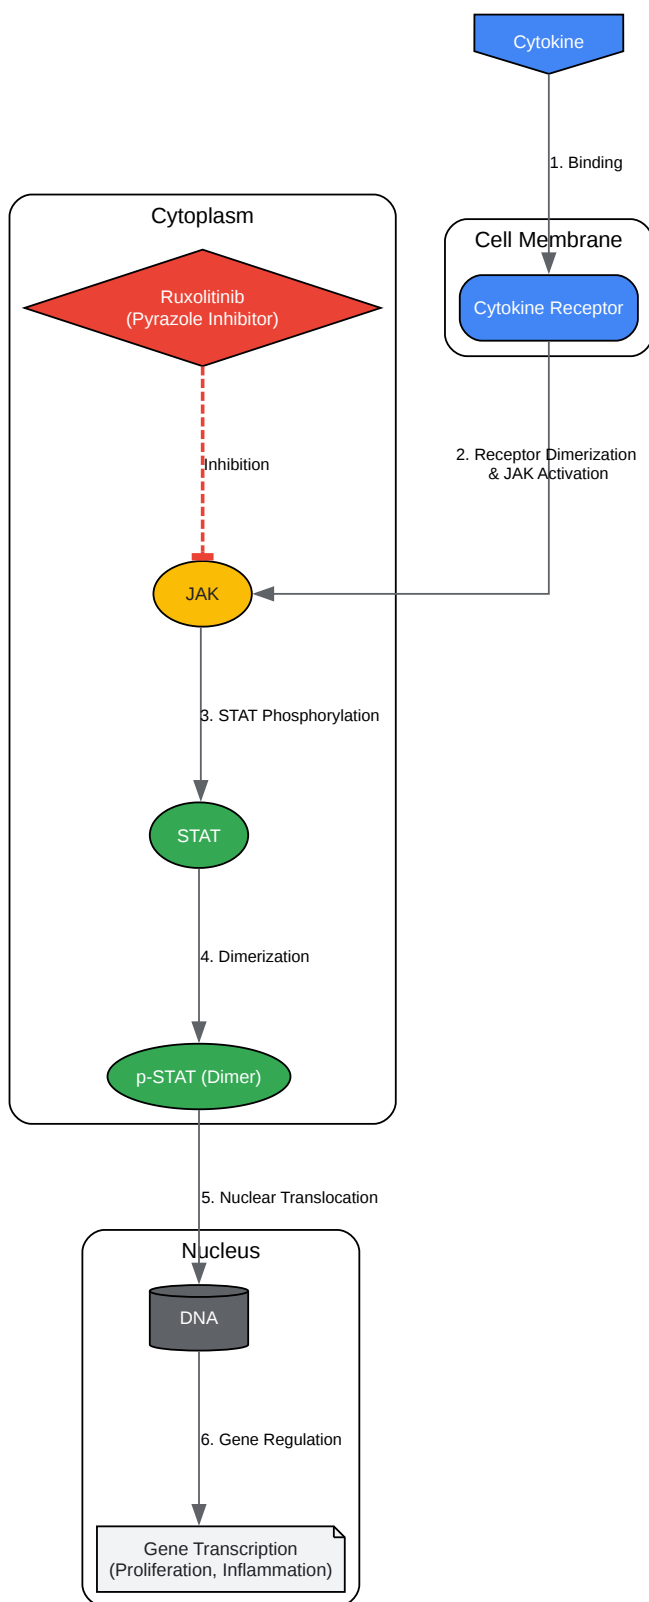 Cytokine
1. Binding
Cytoplasm
Cell Membrane
Ruxolitinib
(Pyrazole Inhibitor)
Cytokine Receptor
Inhibition
2. Receptor Dimerization
& JAK Activation
JAK
3. STAT Phosphorylation
STAT
4. Dimerization
p-STAT (Dimer)
5. Nuclear Translocation
Nucleus
DNA
6. Gene Regulation
Gene Transcription
(Proliferation, Inflammation)